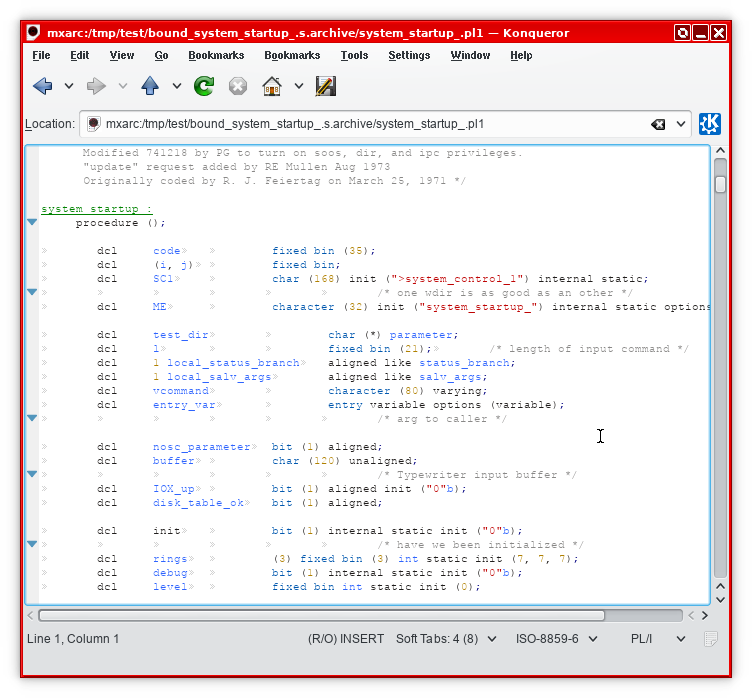 mxarc:/tmp/test/bound_system_startup_.s.archive/system_startup_.pl1 — Konqueror
File Edit View Go Bookmarks Bookmarks Tools Settings Window Help
Location: mxarc:/tmp/test/bound_system_startup_.s.archive/system_startup_.pl1
Modified 741218 by PG to turn on soos, dir, and ipc privileges.
"update" request added by RE Mullen Aug 1973
Originally coded by R. J. Feiertag on March 25, 1971 */
system_startup_:
procedure ();
dcl code fixed bin (35);
dcl (i, j) fixed bin;
dcl SC1 char (168) init (">system_control_1") internal static;
/* one wdir is as good as an other */
dcl ME character (32) init ("system_startup_") internal static options
dcl test_dir char (*) parameter;
dcl l fixed bin (21); /* length of input command */
dcl 1 local_status_branch aligned like status_branch;
dcl 1 local_salv_args aligned like salv_args;
dcl vcommand character (80) varying;
dcl entry_var entry variable options (variable);
/* arg to caller */
dcl nosc_parameter bit (1) aligned;
dcl buffer char (120) unaligned;
/* Typewriter input buffer */
dcl IOX_up bit (1) aligned init ("0"b);
dcl disk_table_ok bit (1) aligned;
dcl init bit (1) internal static init ("0"b);
/* have we been initialized */
dcl rings (3) fixed bin (3) int static init (7, 7, 7);
dcl debug bit (1) internal static init ("0"b);
dcl level fixed bin int static init (0);
Line 1, Column 1 (R/O) INSERT Soft Tabs: 4 (8) ISO-8859-6 PL/I